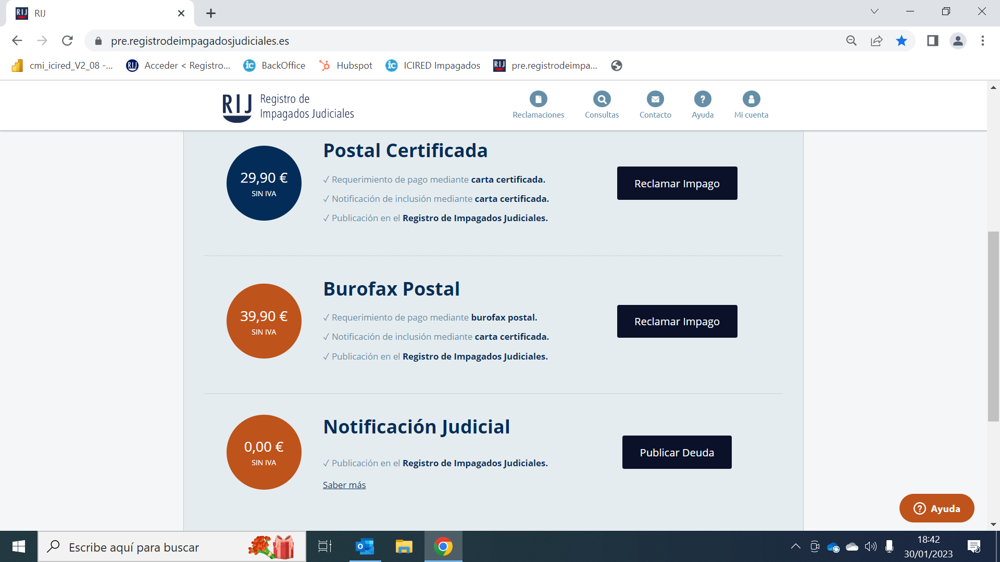 RIJ
RIJ
pre.registrodeimpagadosjudiciales.es
cmi_icired_V2_08 -...
RIJ
Acceder < Registro...
ic
BackOffice
Hubspot
ic
ICIRED Impagados
RIJ
pre.registrodeimpa...
RIJ
Registro de
Impagados Judiciales
Reclamaciones
Consultas
Contacto
?
Ayuda
Mi cuenta
Postal Certificada
29,90 €
SIN IVA
✓ Requerimiento de pago mediante carta certificada.
✓ Notificación de inclusión mediante carta certificada.
✓ Publicación en el Registro de Impagados Judiciales.
Reclamar Impago
Burofax Postal
39,90 €
SIN IVA
✓ Requerimiento de pago mediante burofax postal.
✓ Notificación de inclusión mediante carta certificada.
✓ Publicación en el Registro de Impagados Judiciales.
Reclamar Impago
Notificación Judicial
0,00 €
SIN IVA
✓ Publicación en el Registro de Impagados Judiciales.
Saber más
Publicar Deuda
? Ayuda
Escribe aquí para buscar
18:42
30/01/2023